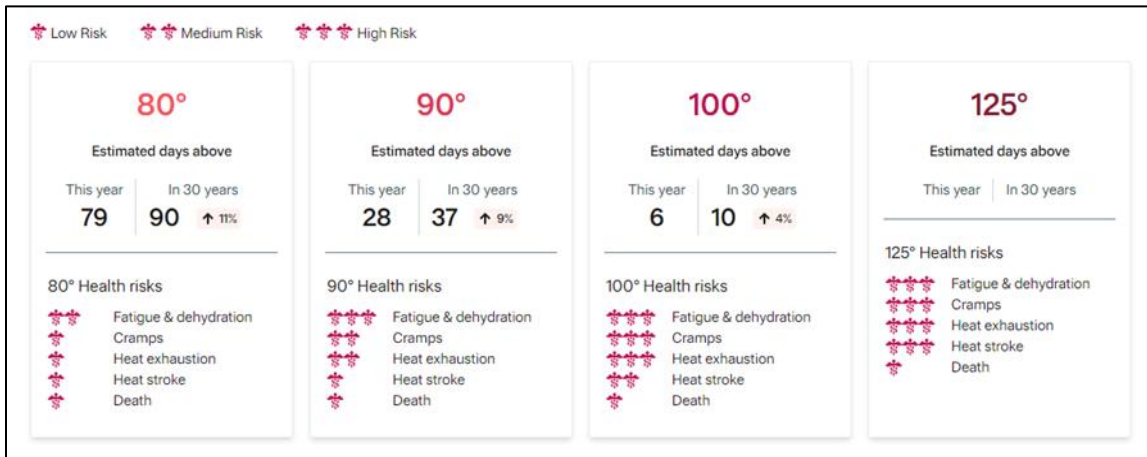 Low Risk Medium Risk High Risk
80°
Estimated days above
This year In 30 years
79 90 ↑ 11%
80° Health risks
Fatigue & dehydration
Cramps
Heat exhaustion
Heat stroke
Death
90°
Estimated days above
This year In 30 years
28 37 ↑ 9%
90° Health risks
Fatigue & dehydration
Cramps
Heat exhaustion
Heat stroke
Death
100°
Estimated days above
This year In 30 years
6 10 ↑ 4%
100° Health risks
Fatigue & dehydration
Cramps
Heat exhaustion
Heat stroke
Death
125°
Estimated days above
This year In 30 years
125° Health risks
Fatigue & dehydration
Cramps
Heat exhaustion
Heat stroke
Death